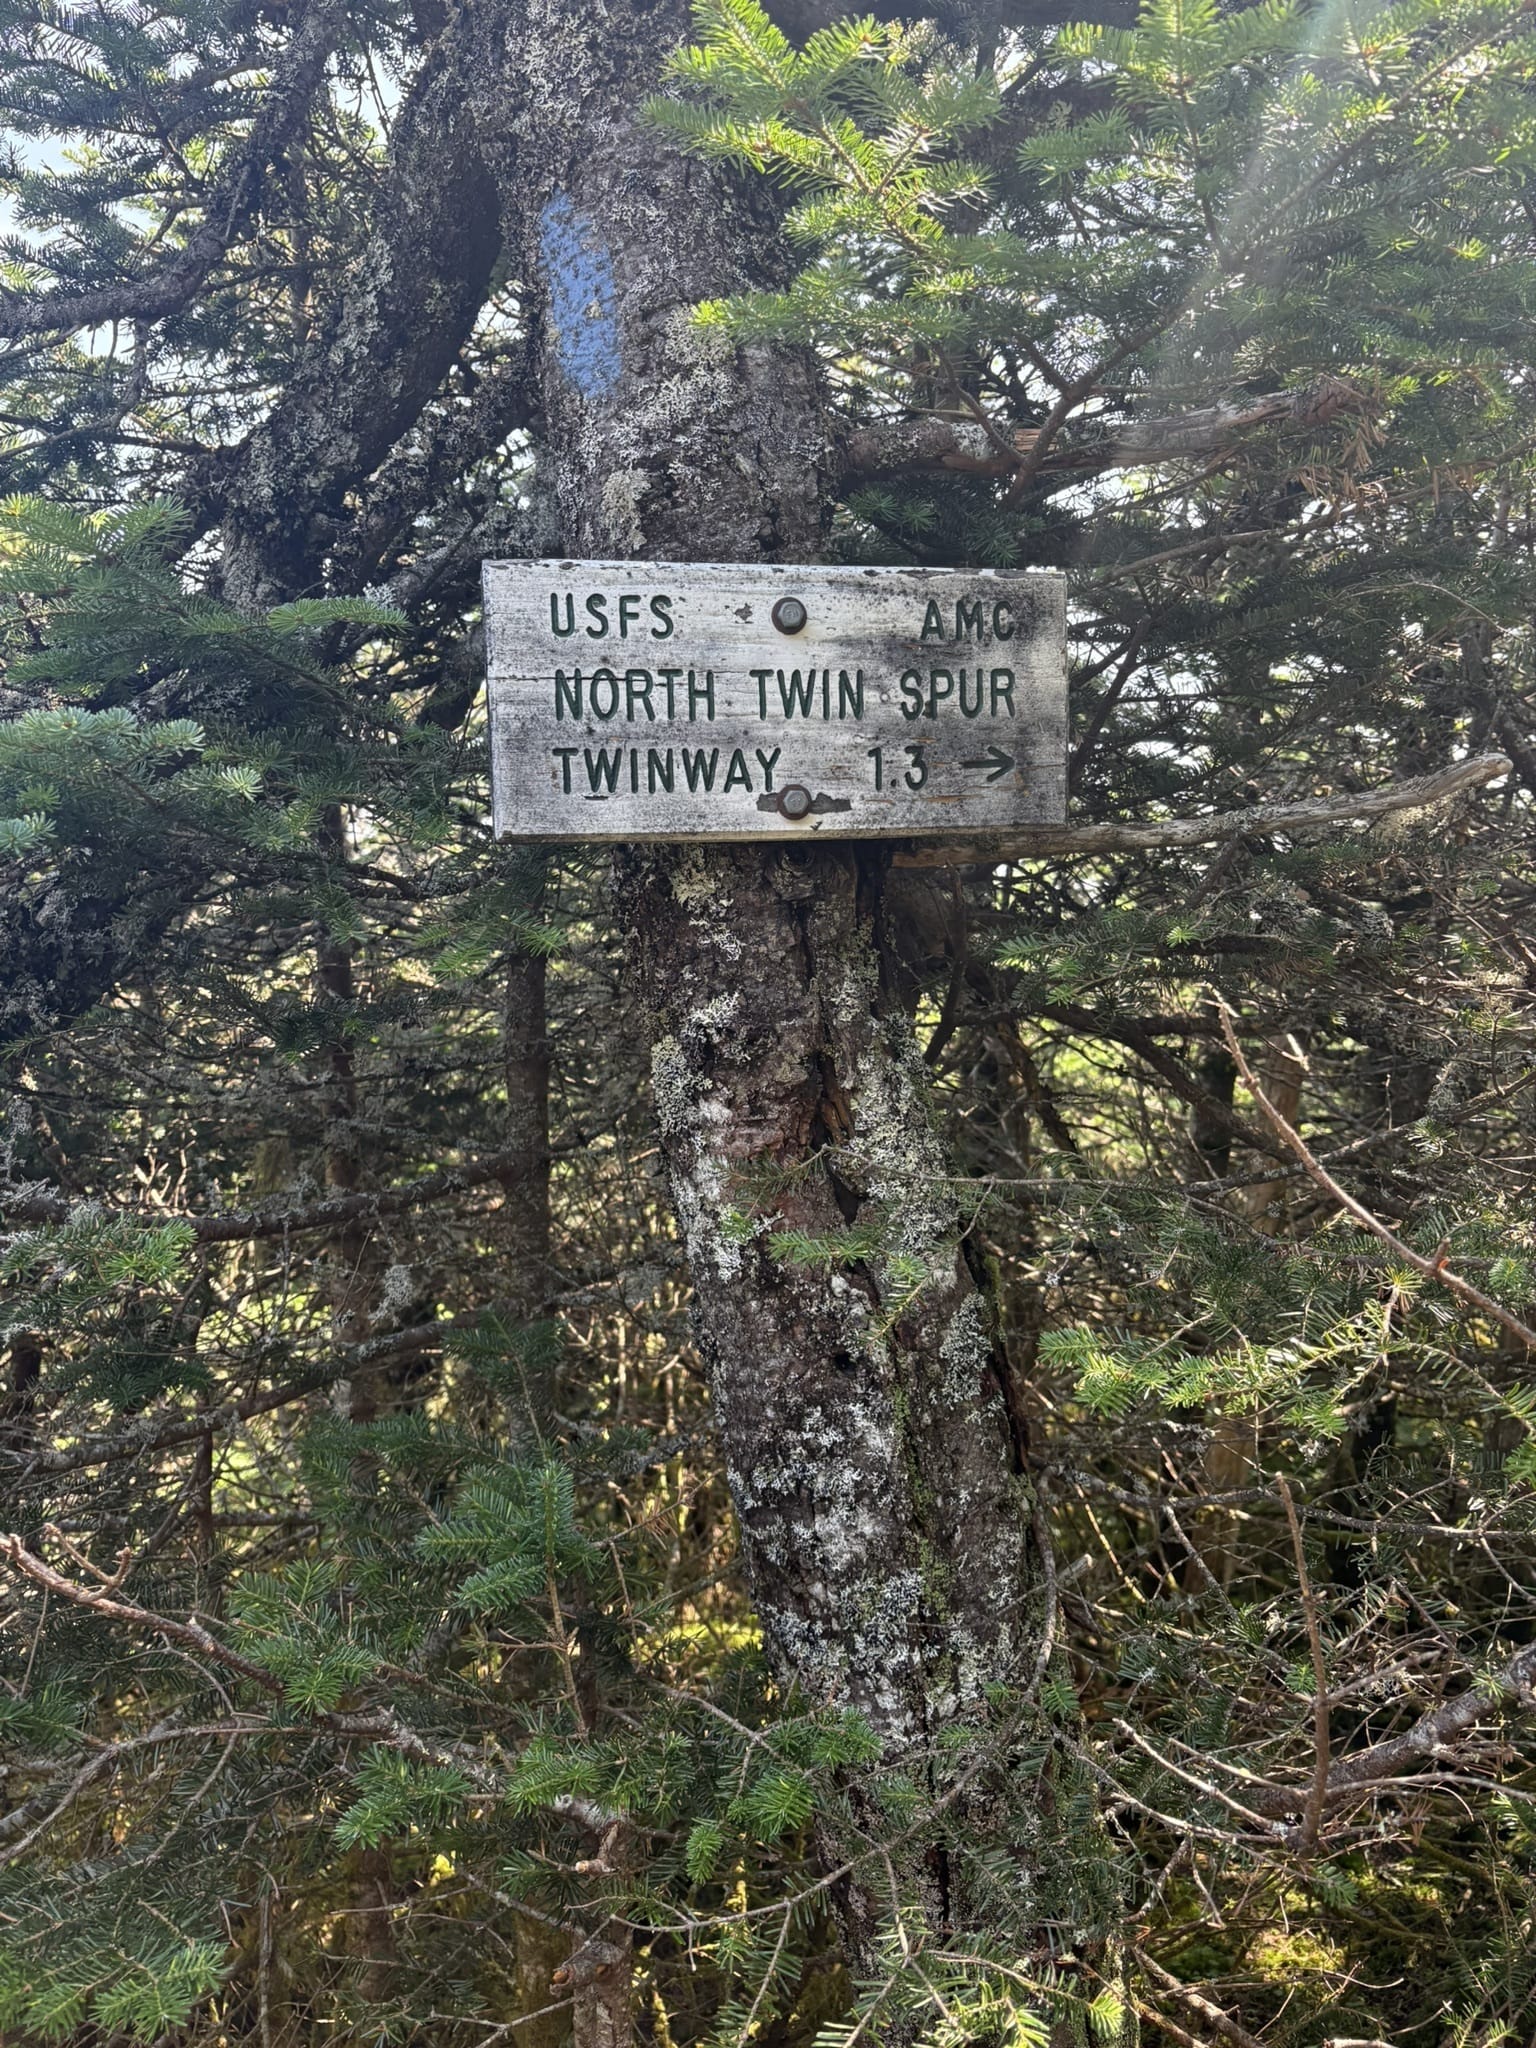 USFS AMC
NORTH TWIN SPUR
TWINWAY 1.3 →